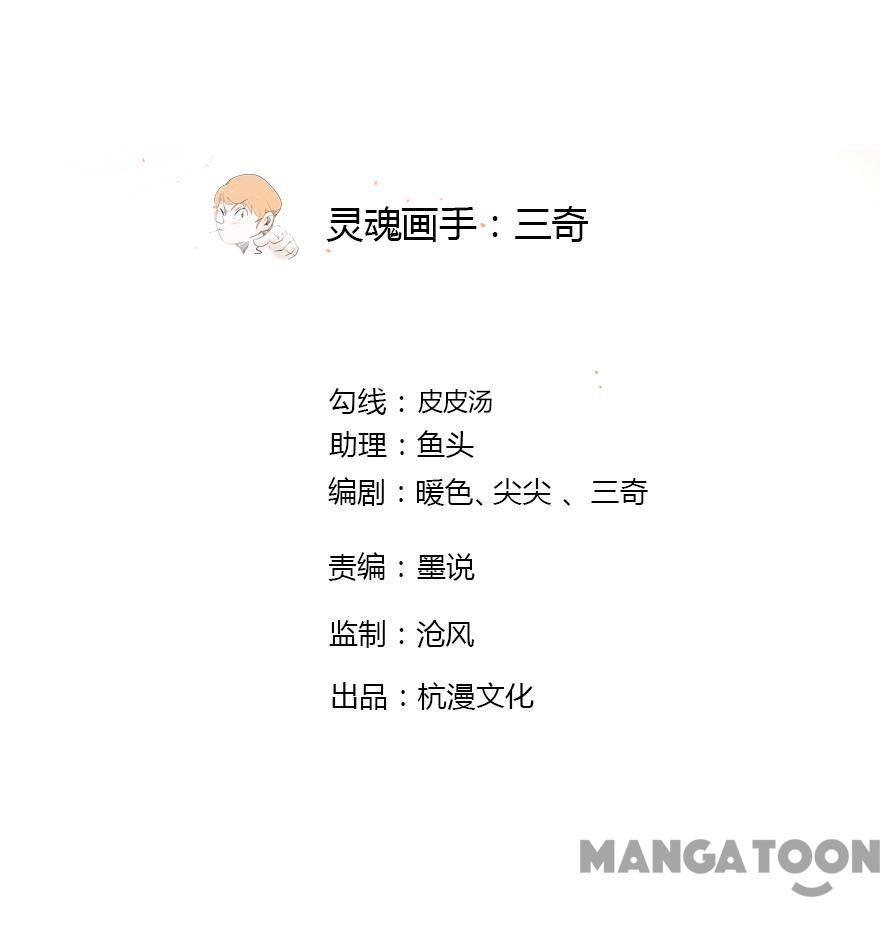 灵魂画手：三奇
勾线：皮皮汤
助理：鱼头
编剧：暖色、尖尖、三奇
责编：墨说
监制：沧风
出品：杭漫文化
MANGATOON